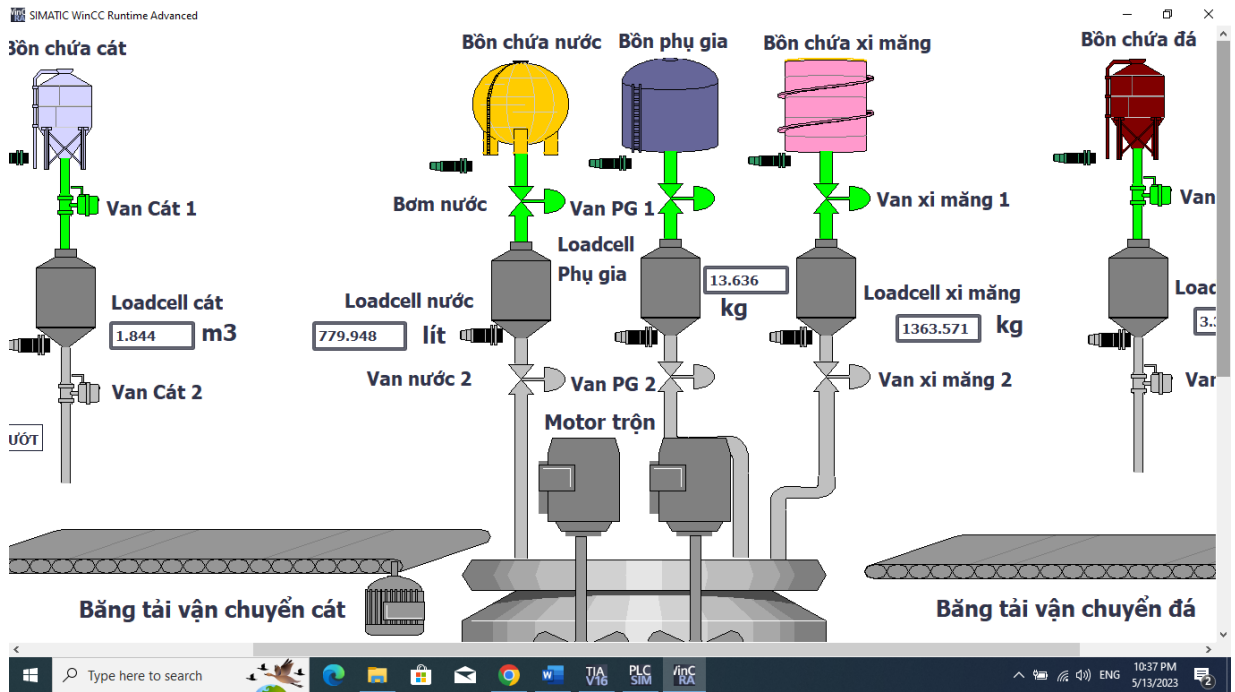 SIMATIC WinCC Runtime Advanced
Bồn chứa cát
Bồn chứa nước
Bồn phụ gia
Bồn chứa xi măng
Bồn chứa đá
Van Cát 1
Bơm nước
Van PG 1
Van xi măng 1
Van
Loadcell
Phụ gia
13.636
kg
Loadcell cát
1.844 m3
Loadcell nước
779.948 lít
Loadcell xi măng
1363.571 kg
Van Cát 2
Van nước 2
Van PG 2
Van xi măng 2
Motor trộn
ƯỚT
Băng tải vận chuyển cát
Băng tải vận chuyển đá
Type here to search
TIA
V16
PLC
SIM
RA
ENG
10:37 PM
5/13/2023
2